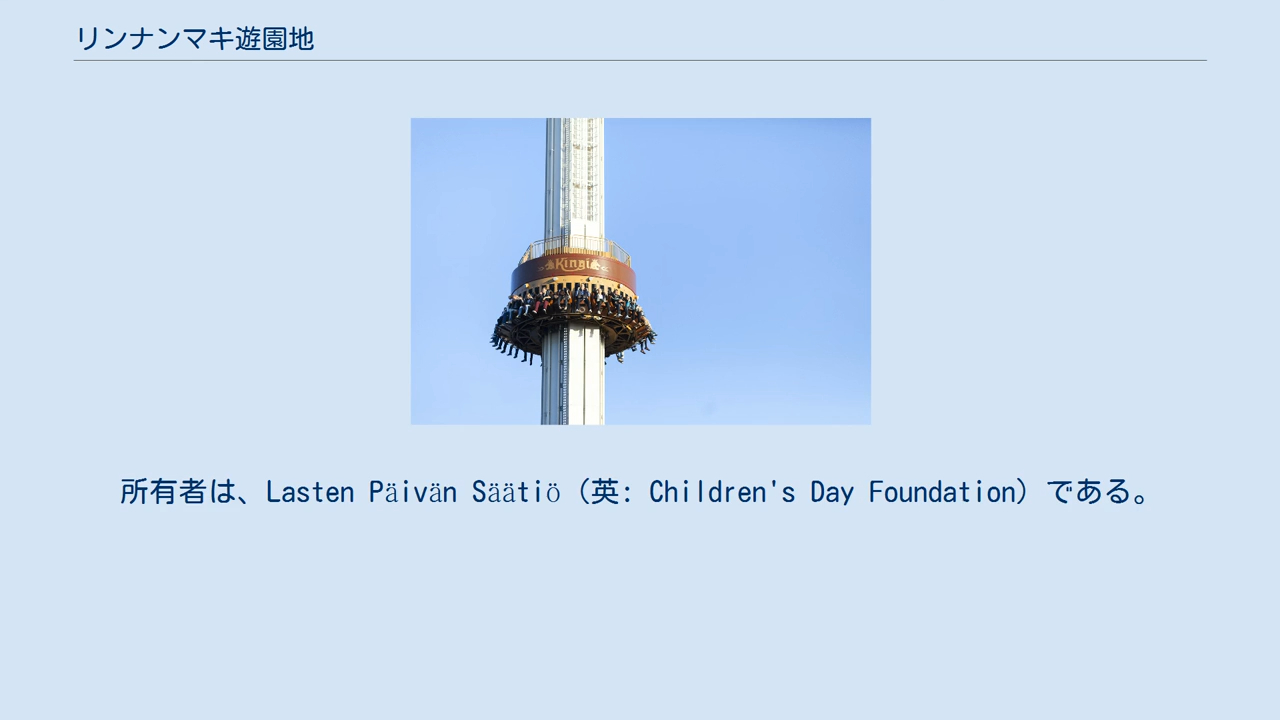 リンナンマキ遊園地
Kingi
所有者は、Lasten Päivän Säätiö（英: Children's Day Foundation）である。